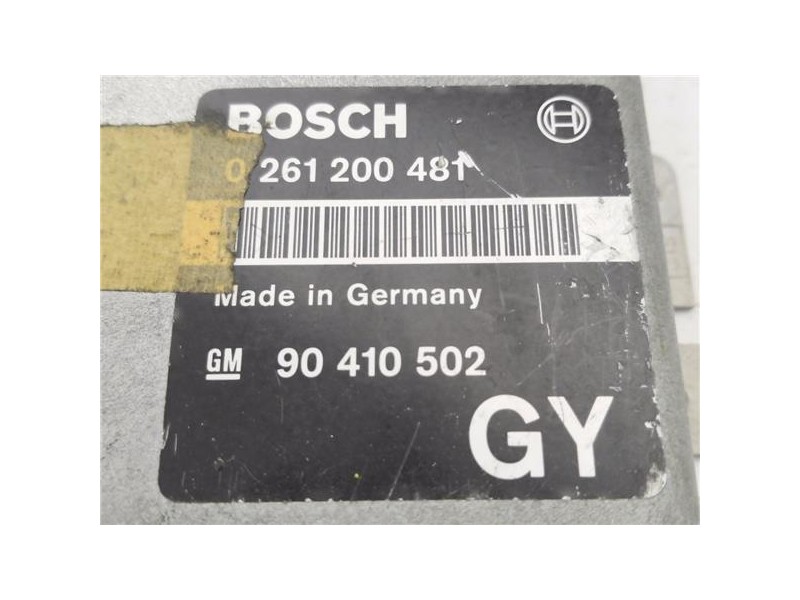 BOSCH
0 261 200 481
Made in Germany
GM 90 410 502
GY